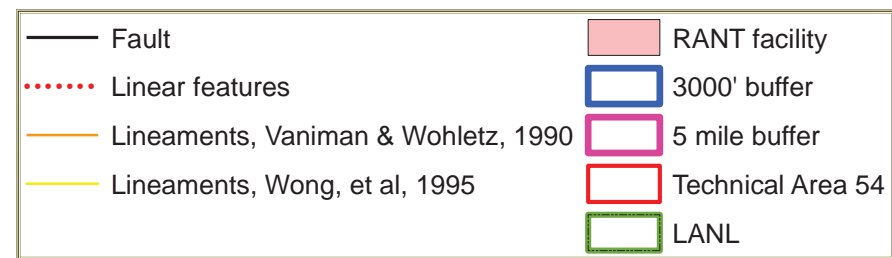 Fault
Linear features
Lineaments, Vaniman & Wohletz, 1990
Lineaments, Wong, et al, 1995
RANT facility
3000' buffer
5 mile buffer
Technical Area 54
LANL